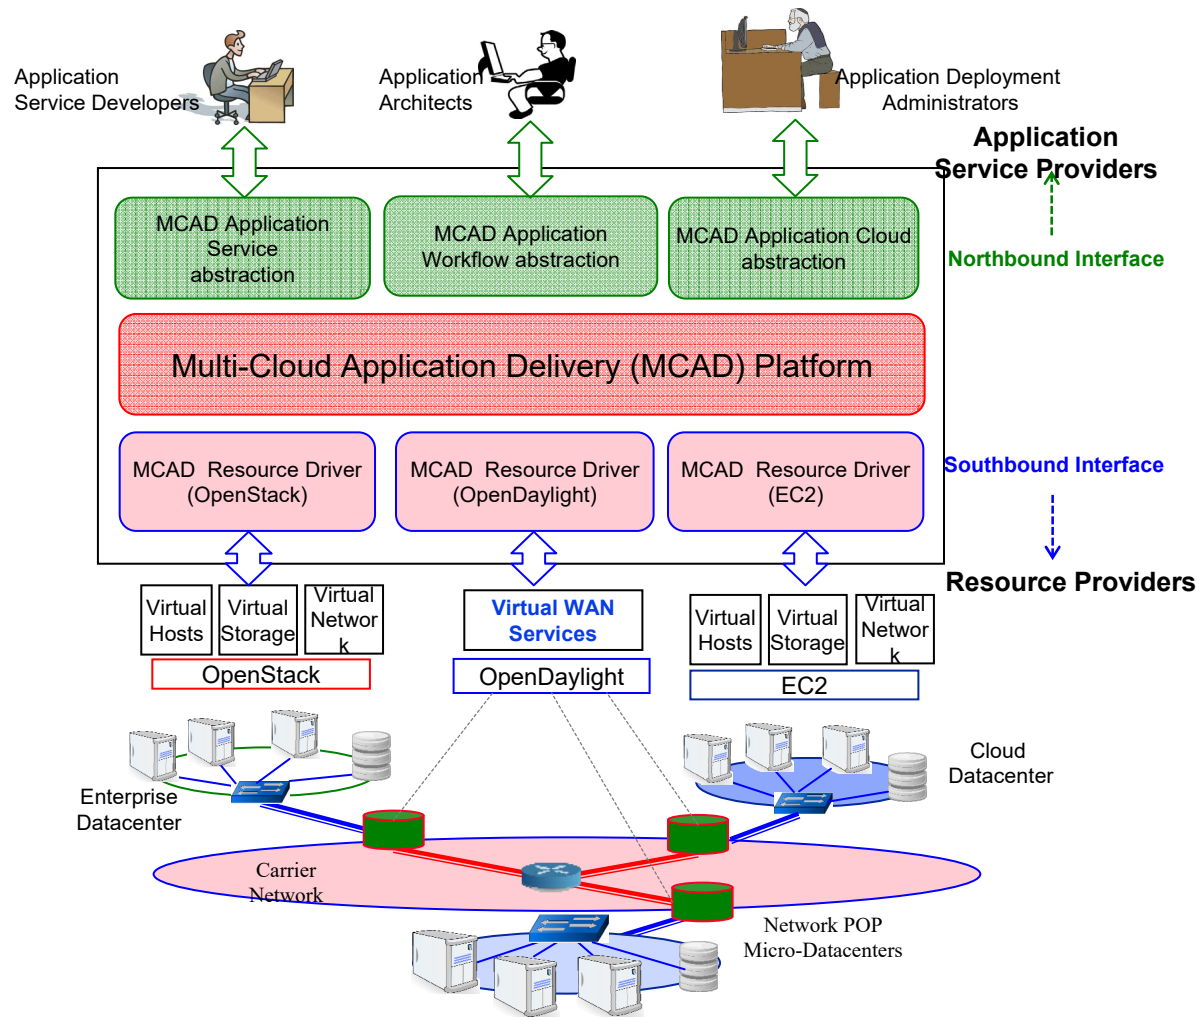 Application
Service Developers
Application
Architects
Application Deployment
Administrators
Application
Service Providers
MCAD Application
Service
abstraction
MCAD Application
Workflow abstraction
MCAD Application Cloud
abstraction
Northbound Interface
Multi-Cloud Application Delivery (MCAD) Platform
MCAD Resource Driver
(OpenStack)
MCAD Resource Driver
(OpenDaylight)
MCAD Resource Driver
(EC2)
Southbound Interface
Resource Providers
Virtual
Hosts
Virtual
Storage
Virtual
Networ
k
OpenStack
Virtual WAN
Services
OpenDaylight
Virtual
Hosts
Virtual
Storage
Virtual
Networ
k
EC2
Enterprise
Datacenter
Cloud
Datacenter
Carrier
Network
Network POP
Micro-Datacenters